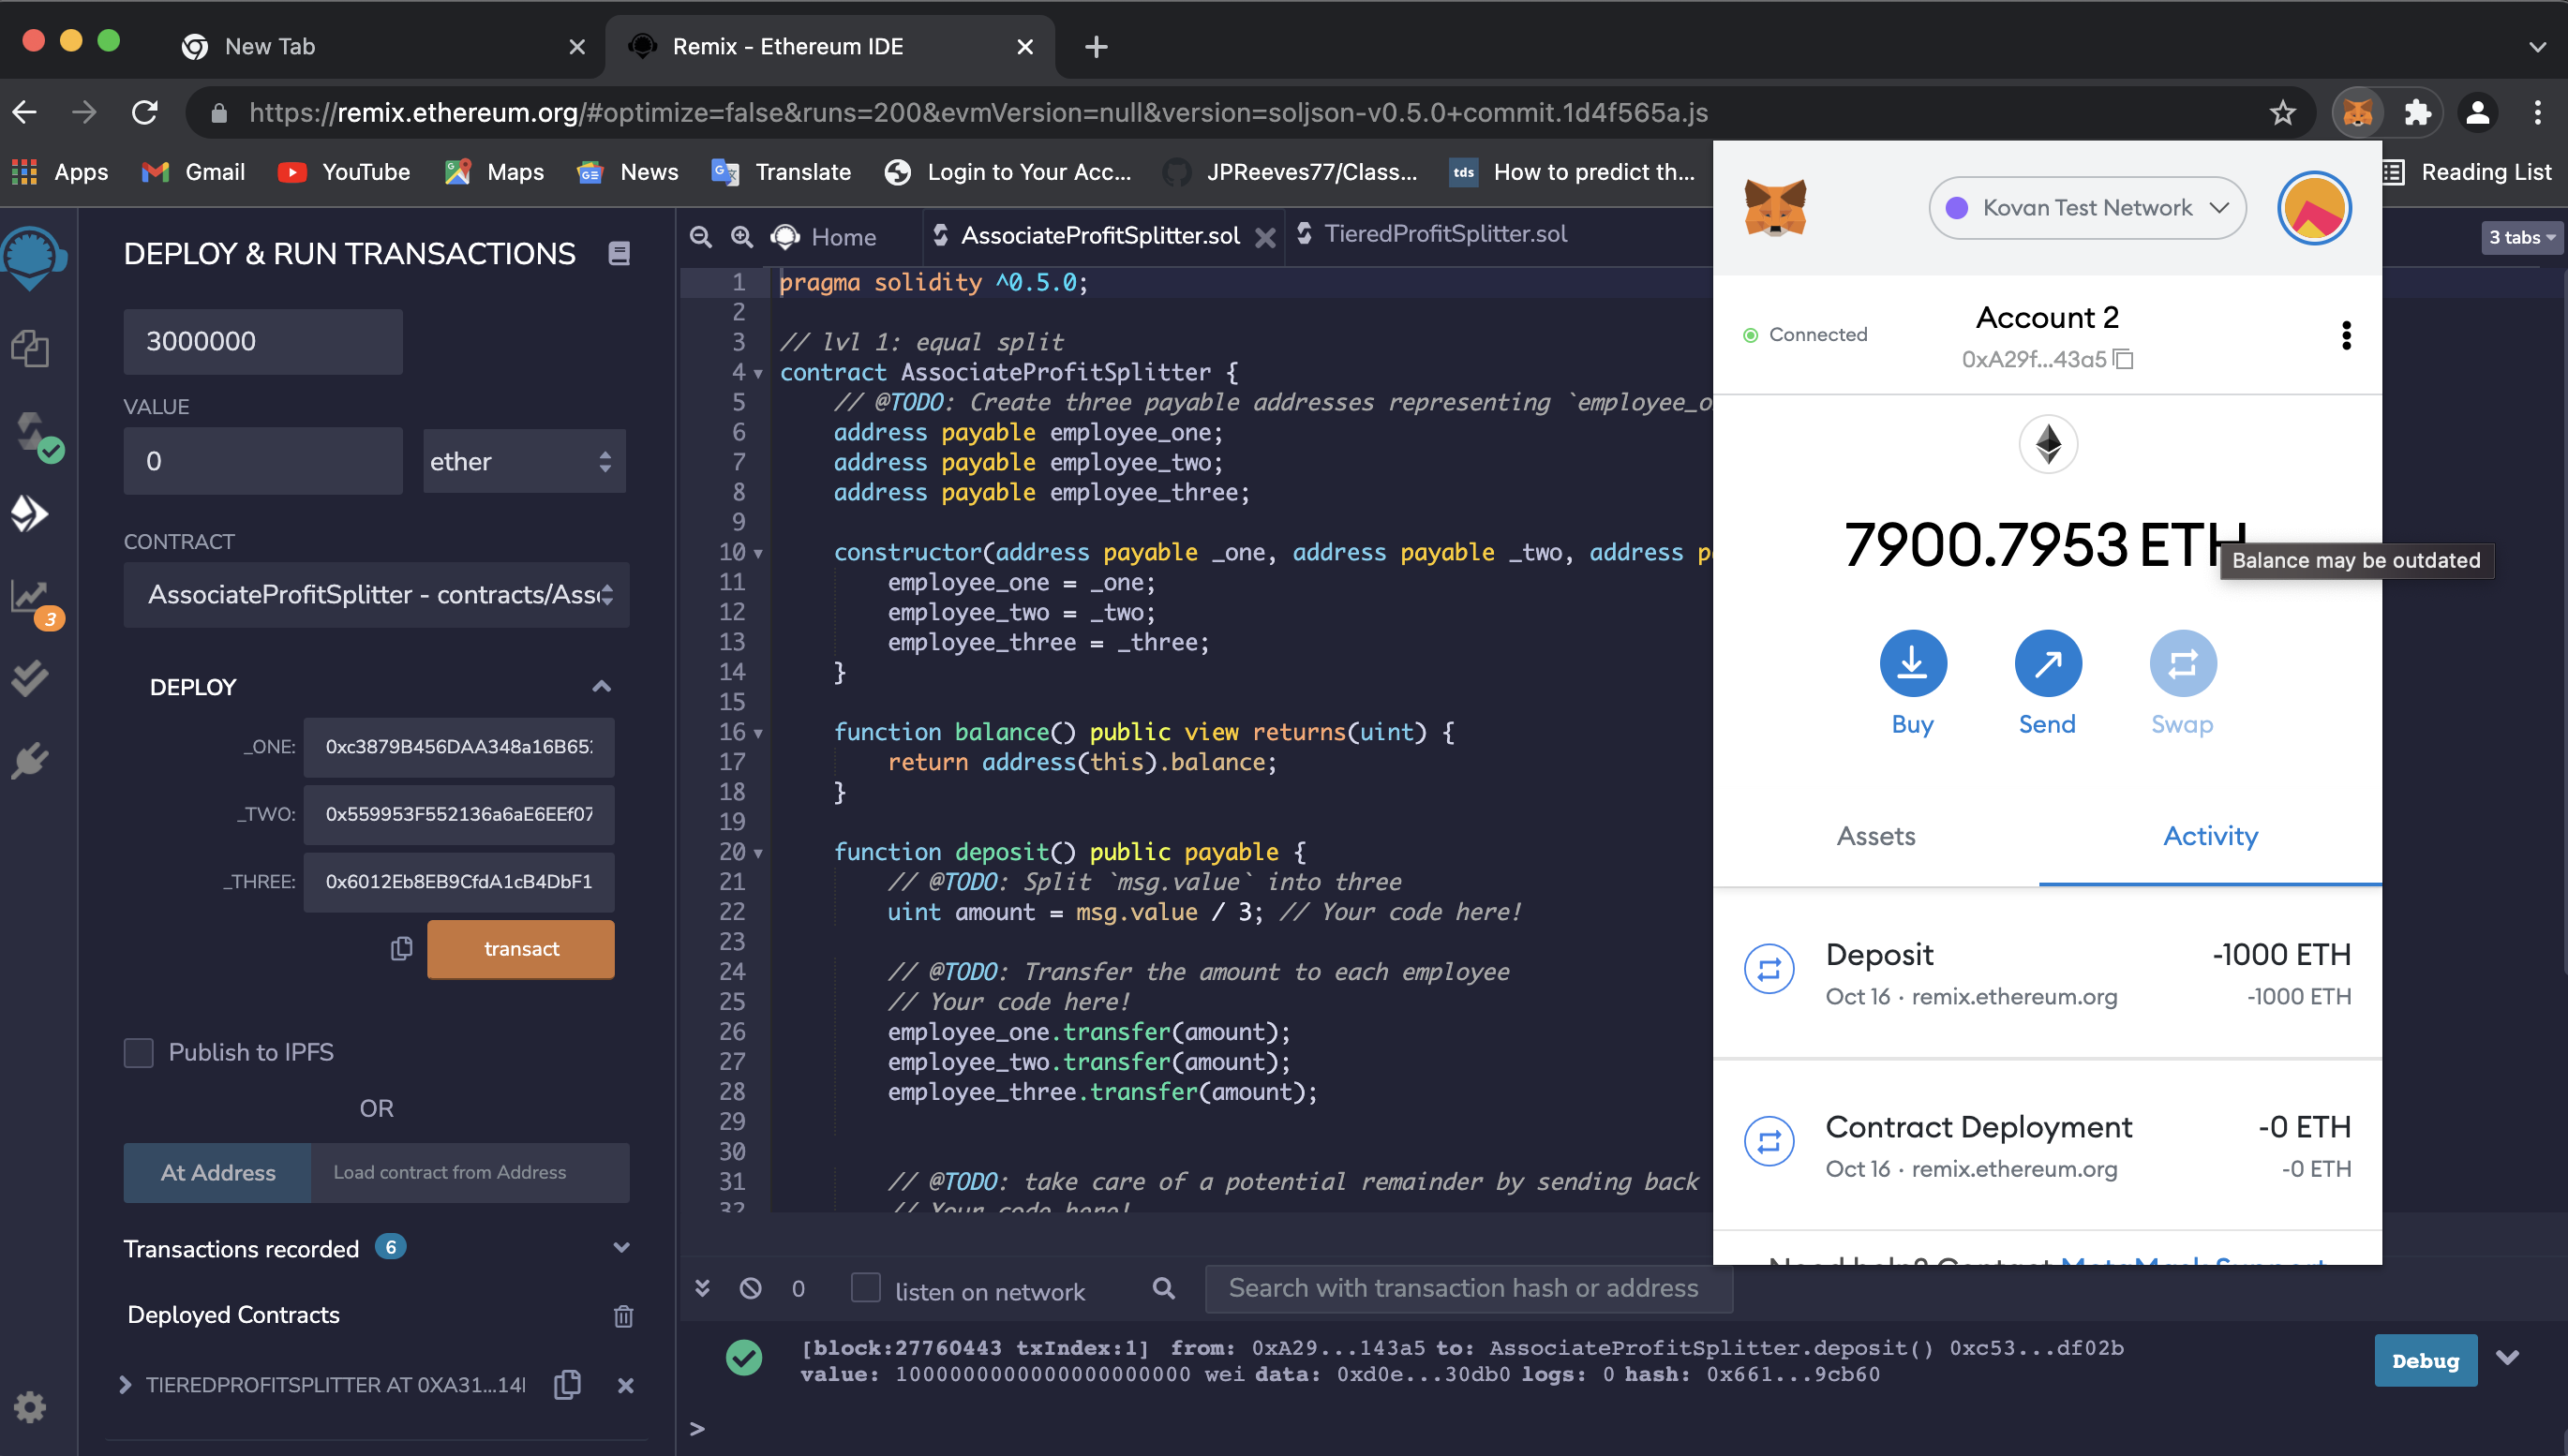 New Tab
Remix - Ethereum IDE
https://remix.ethereum.org/#optimize=false&runs=200&evmVersion=null&version=soljson-v0.5.0+commit.1d4f565a.js
Apps Gmail YouTube Maps News Translate Login to Your Acc... JPReeves77/Class... tds How to predict th... Reading List
DEPLOY & RUN TRANSACTIONS
3000000
VALUE
0 ether
CONTRACT
AssociateProfitSplitter - contracts/Ass
3
DEPLOY
_ONE: 0xc3879B456DAA348a16B65
_TWO: 0x559953F552136a6aE6EEf07
_THREE: 0x6012Eb8EB9CfdA1cB4DbF1
transact
Publish to IPFS
OR
At Address Load contract from Address
Transactions recorded 6
Deployed Contracts
TIEREDPROFITSPLITTER AT 0XA31...14
Home AssociateProfitSplitter.sol TieredProfitSplitter.sol 3 tabs
1 pragma solidity ^0.5.0;
2
3 // lvl 1: equal split
4 contract AssociateProfitSplitter {
5 // @TODO: Create three payable addresses representing `employee_o
6 address payable employee_one;
7 address payable employee_two;
8 address payable employee_three;
9
10 constructor(address payable _one, address payable _two, address p
11 employee_one = _one;
12 employee_two = _two;
13 employee_three = _three;
14 }
15
16 function balance() public view returns(uint) {
17 return address(this).balance;
18 }
19
20 function deposit() public payable {
21 // @TODO: Split `msg.value` into three
22 uint amount = msg.value / 3; // Your code here!
23
24 // @TODO: Transfer the amount to each employee
25 // Your code here!
26 employee_one.transfer(amount);
27 employee_two.transfer(amount);
28 employee_three.transfer(amount);
29
30
31 // @TODO: take care of a potential remainder by sending back
32 // Your code here!
Kovan Test Network
Connected
Account 2
0xA29f...43a5
7900.7953 ETH
Balance may be outdated
Buy Send Swap
Assets Activity
Deposit -1000 ETH
Oct 16 · remix.ethereum.org -1000 ETH
Contract Deployment -0 ETH
Oct 16 · remix.ethereum.org -0 ETH
Need help? Contact MetaMask Support
0 listen on network Search with transaction hash or address
[block:27760443 txIndex:1] from: 0xA29...143a5 to: AssociateProfitSplitter.deposit() 0xc53...df02b
value: 1000000000000000000000 wei data: 0xd0e...30db0 logs: 0 hash: 0x661...9cb60
Debug
>